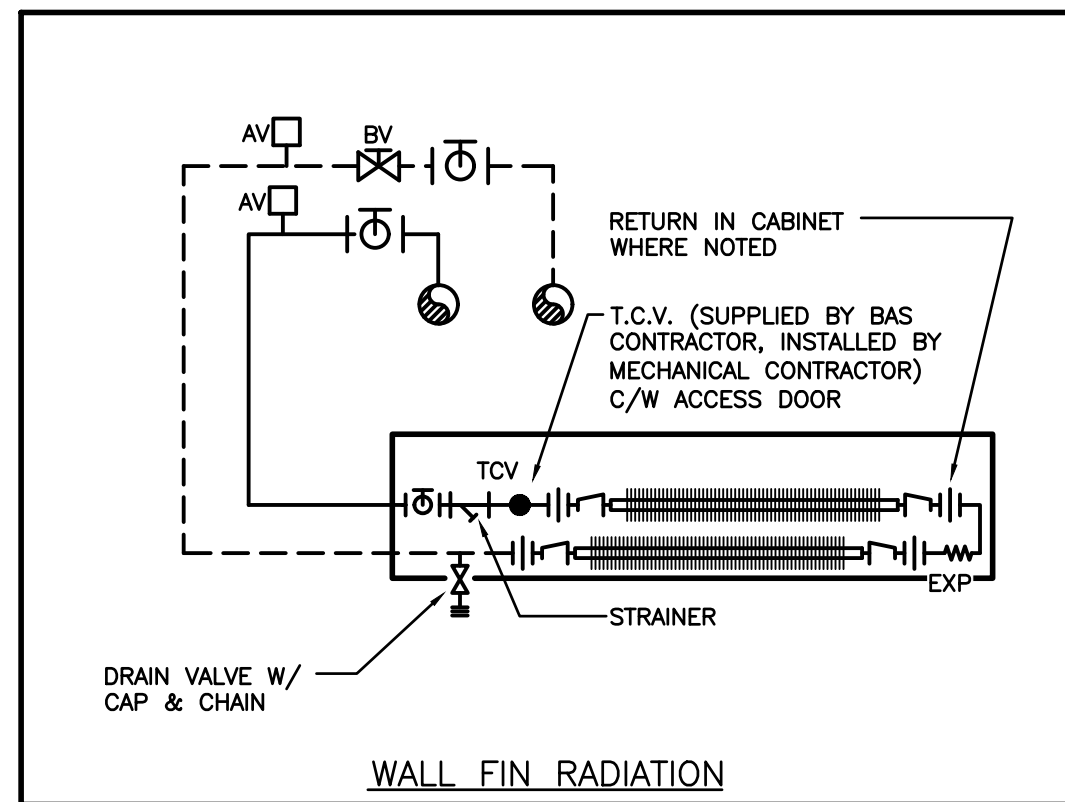 AV
BV
AV
RETURN IN CABINET
WHERE NOTED
T.C.V. (SUPPLIED BY BAS
CONTRACTOR, INSTALLED BY
MECHANICAL CONTRACTOR)
C/W ACCESS DOOR
TCV
EXP
STRAINER
DRAIN VALVE W/
CAP & CHAIN
WALL FIN RADIATION